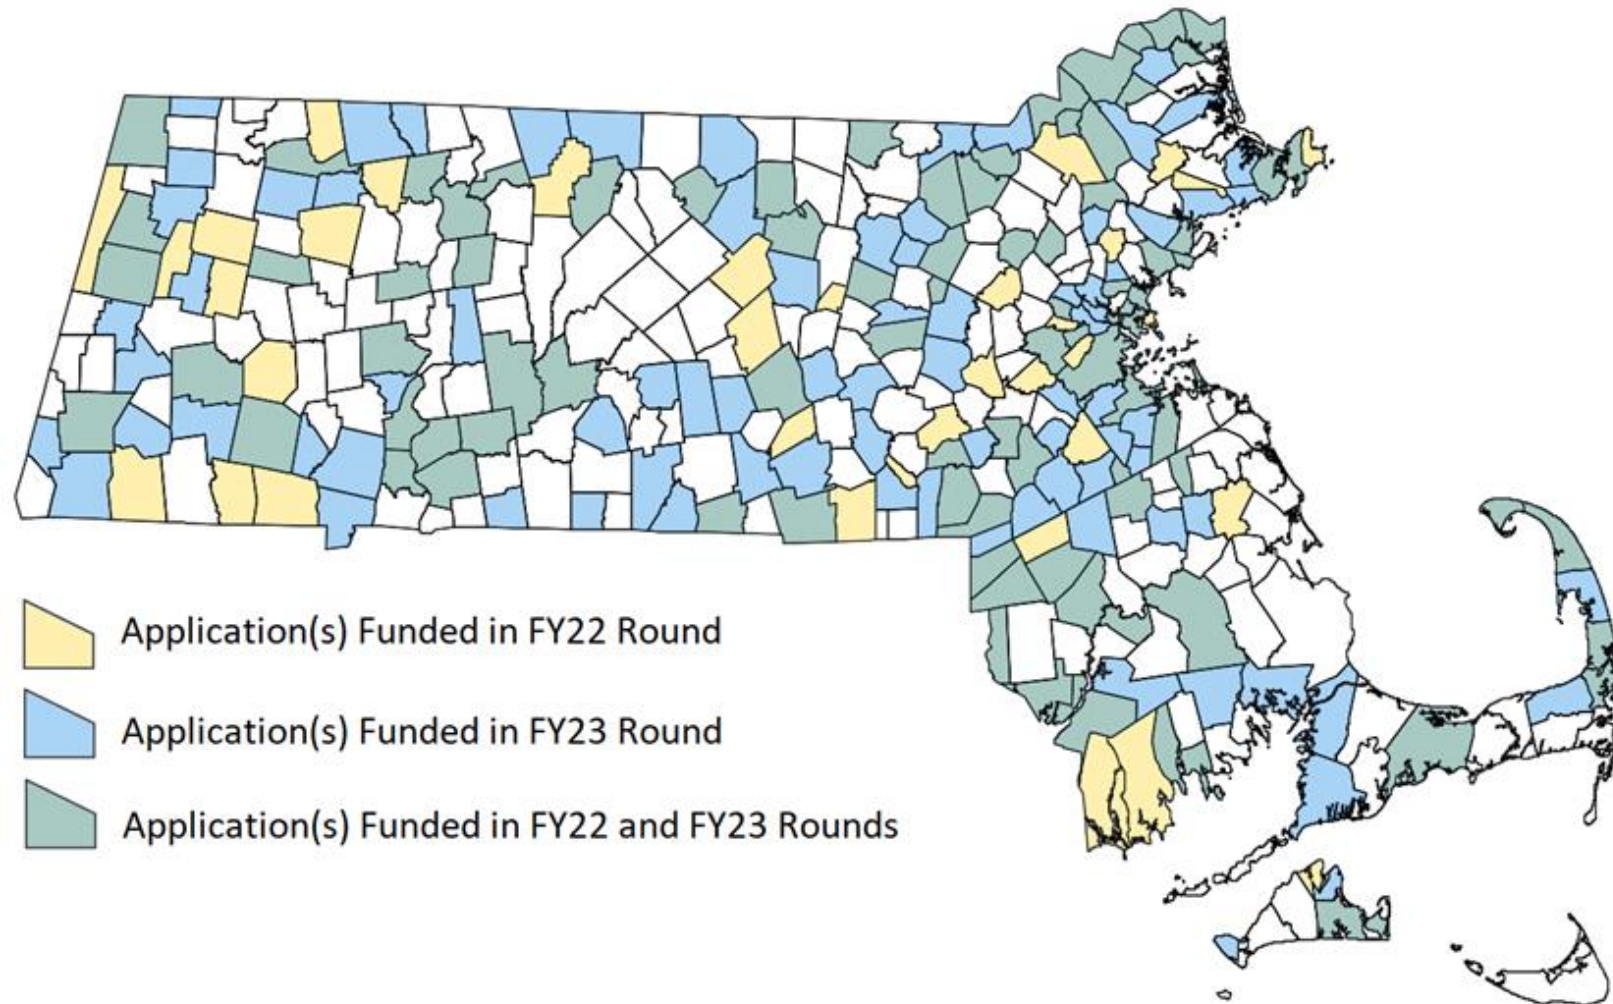 Application(s) Funded in FY22 Round
Application(s) Funded in FY23 Round
Application(s) Funded in FY22 and FY23 Rounds